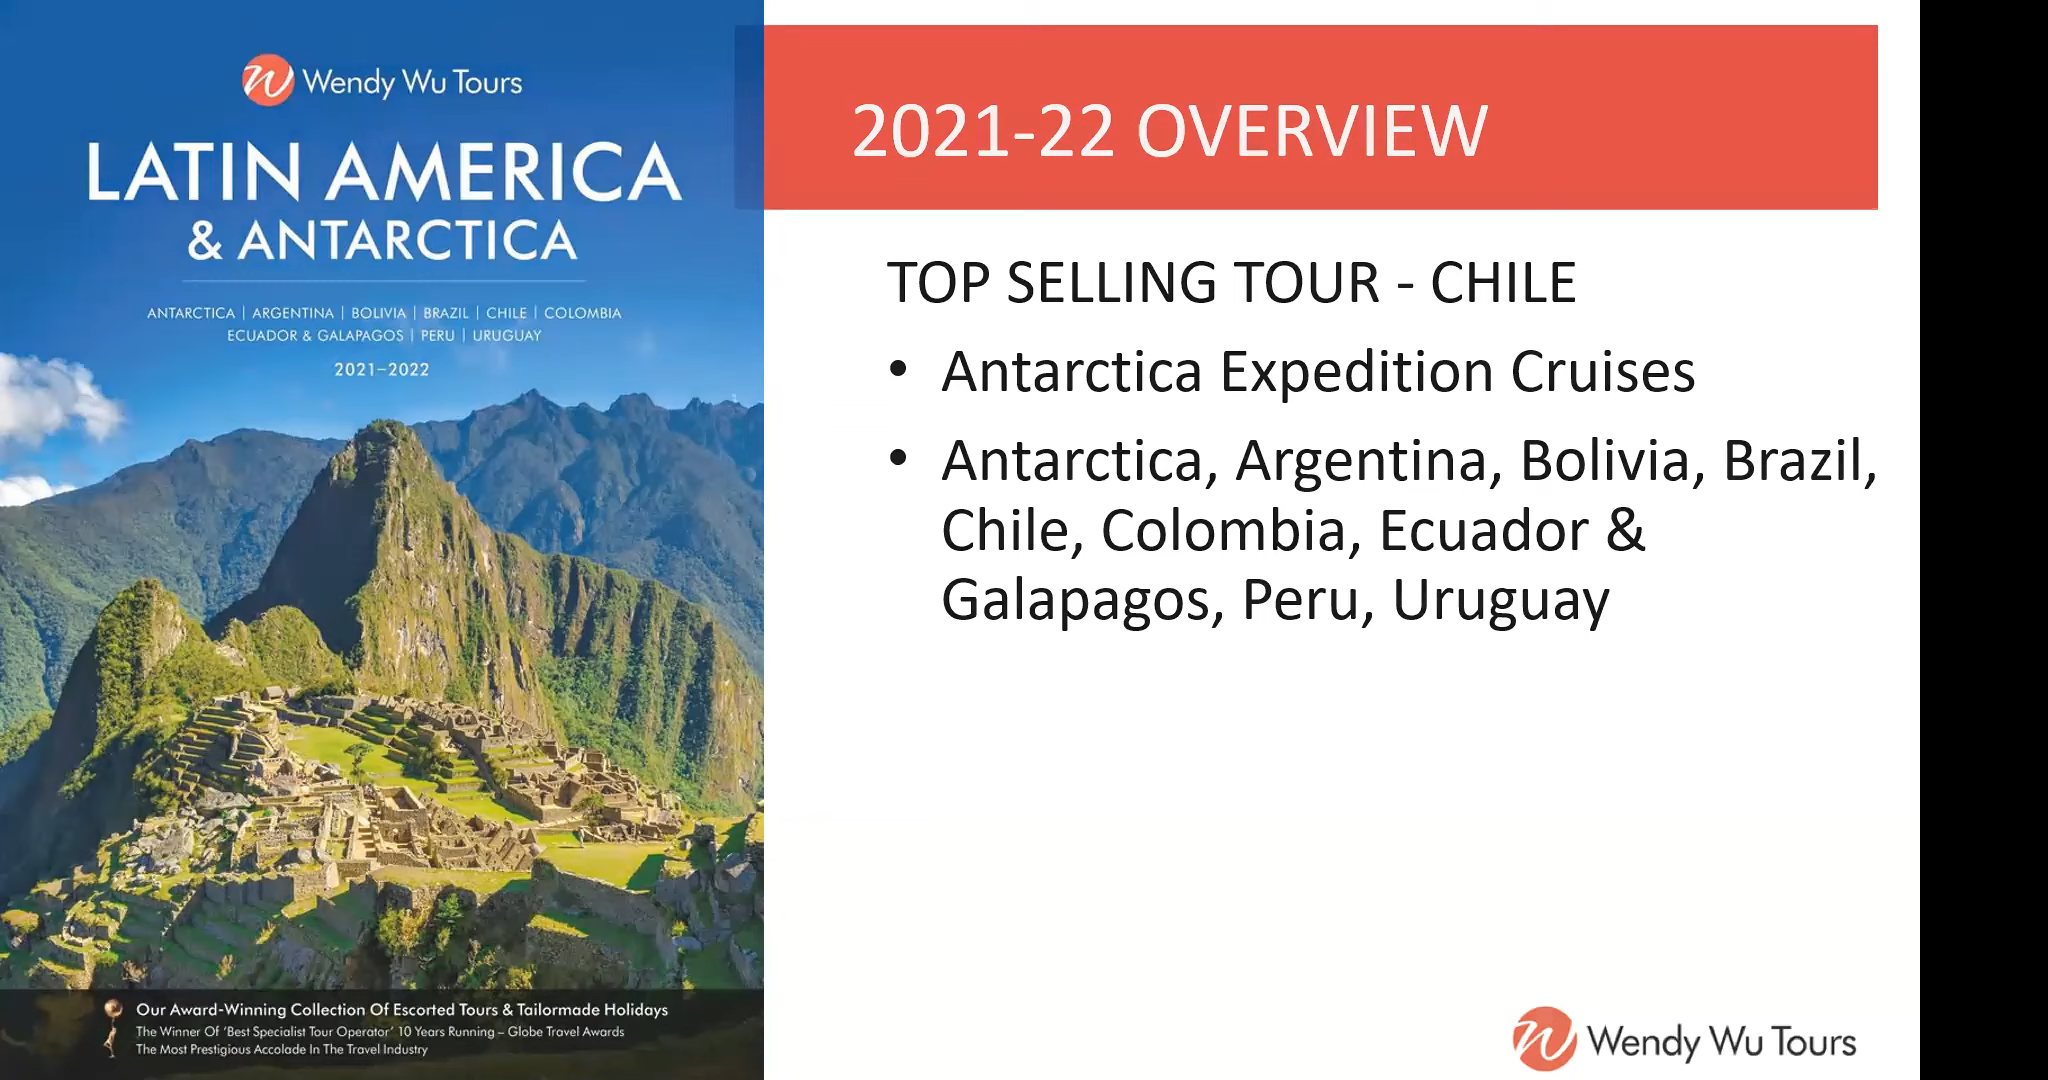 Wendy Wu Tours
LATIN AMERICA
& ANTARCTICA
ANTARCTICA | ARGENTINA | BOLIVIA | BRAZIL | CHILE | COLOMBIA
ECUADOR & GALAPAGOS | PERU | URUGUAY
2021–2022
Our Award-Winning Collection Of Escorted Tours & Tailormade Holidays
The Winner Of ‘Best Specialist Tour Operator’ 10 Years Running – Globe Travel Awards
The Most Prestigious Accolade In The Travel Industry
2021-22 OVERVIEW
TOP SELLING TOUR - CHILE
• Antarctica Expedition Cruises
• Antarctica, Argentina, Bolivia, Brazil,
Chile, Colombia, Ecuador &
Galapagos, Peru, Uruguay
Wendy Wu Tours